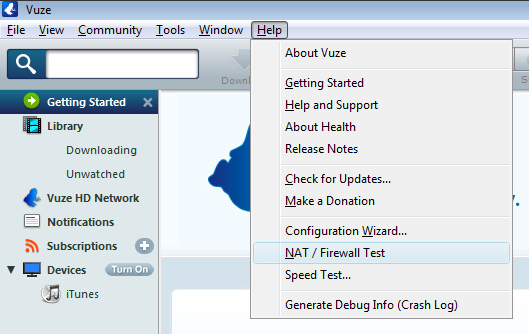 Vuze
File View Community Tools Window Help
About Vuze
Getting Started
Help and Support
About Health
Release Notes
Check for Updates...
Make a Donation
Configuration Wizard...
NAT / Firewall Test
Speed Test...
Generate Debug Info (Crash Log)
Getting Started
Library
Downloading
Unwatched
Vuze HD Network
Notifications
Subscriptions
Devices Turn On
iTunes